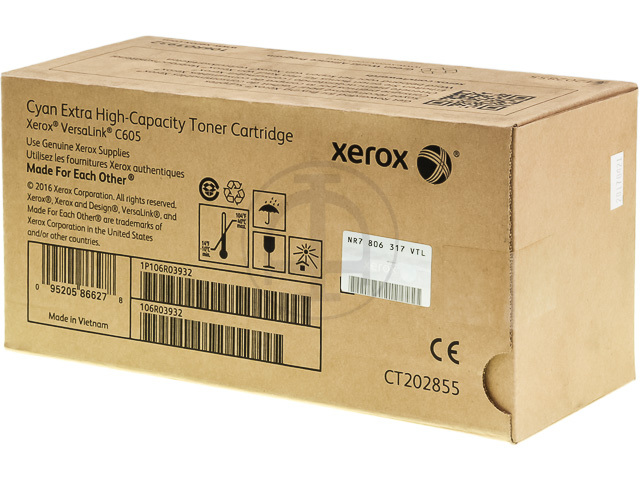 Cyan Extra High-Capacity Toner Cartridge
Xerox® VersaLink® C605
Use Genuine Xerox Supplies
Utilisez les fournitures Xerox authentiques
Made For Each Other®
© 2016 Xerox Corporation. All rights reserved.
Xerox®, Xerox and Design®, VersaLink®, and
Made For Each Other® are trademarks of
Xerox Corporation in the United States
and/or other countries.
xerox
NR7 806 317 VTL
1P106R03932
106R03932
0 95205 86627 8
Made in Vietnam
CE
CT202855